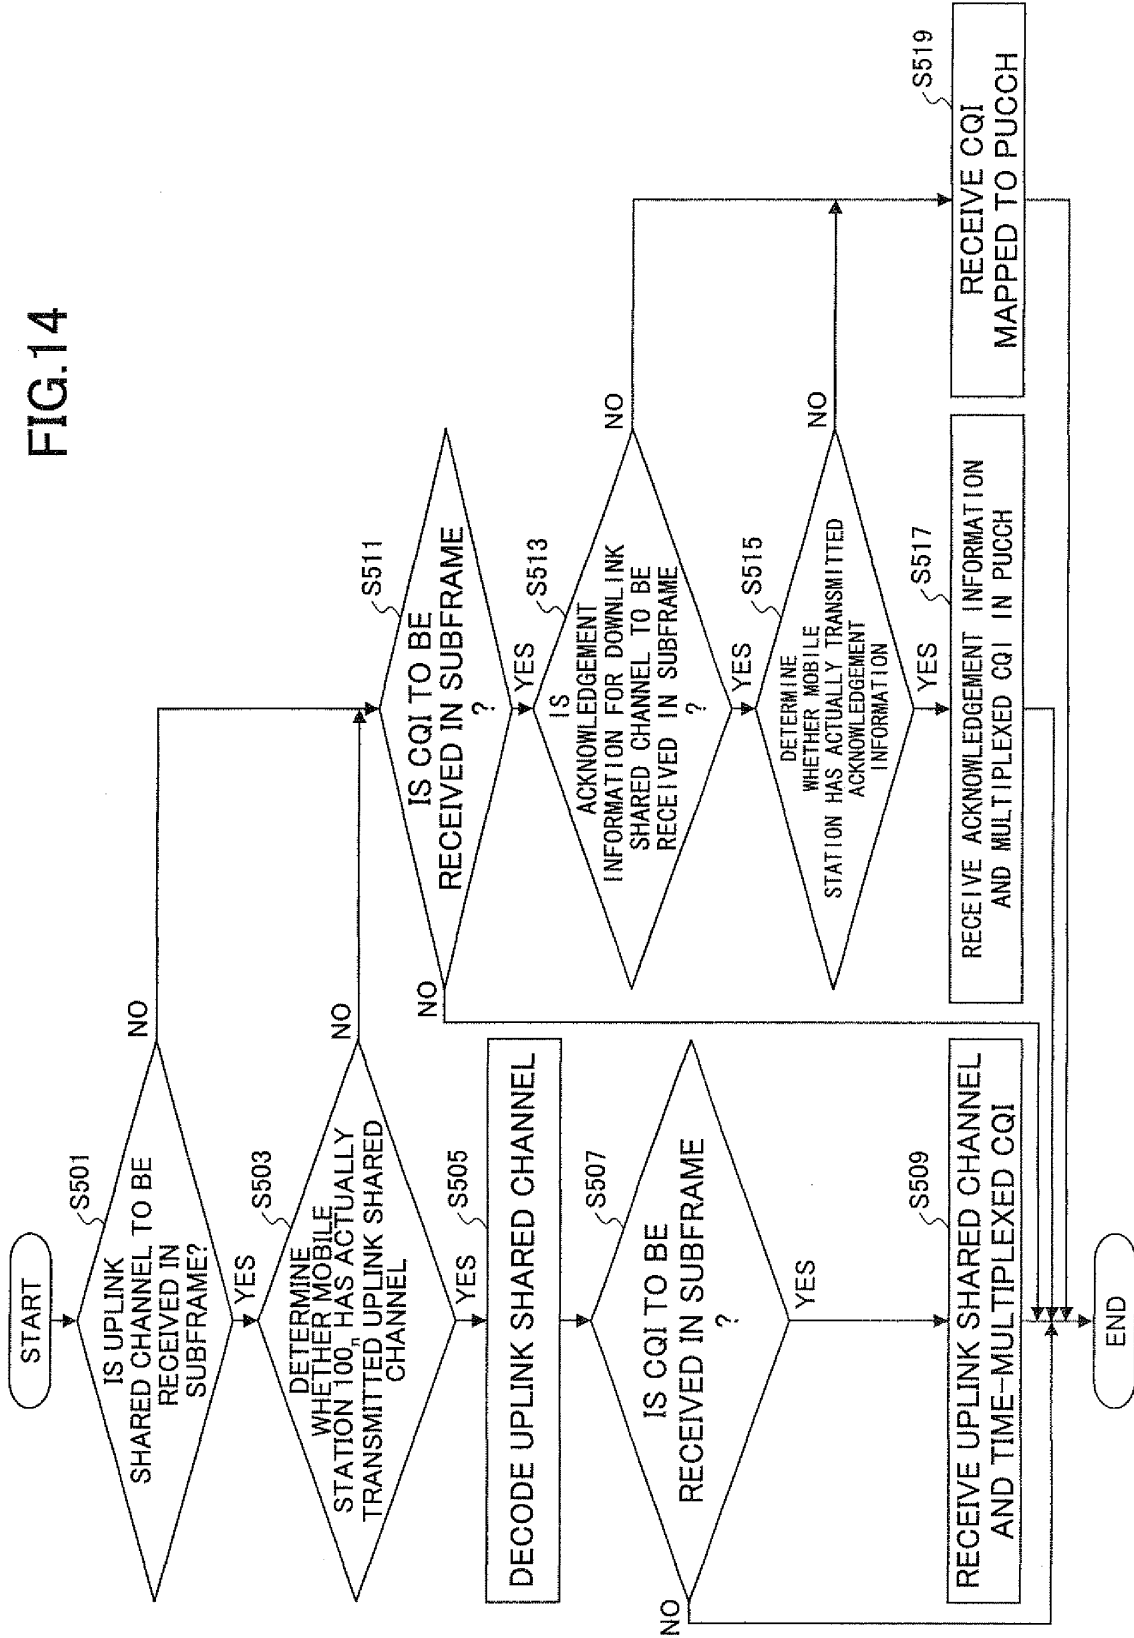 FIG.14
START
S501
IS UPLINK
SHARED CHANNEL TO BE
RECEIVED IN
SUBFRAME?
NO
YES
S503
DETERMINE
WHETHER MOBILE
STATION 100n HAS ACTUALLY
TRANSMITTED UPLINK SHARED
CHANNEL
NO
YES
S505
DECODE UPLINK SHARED CHANNEL
S507
IS CQI TO BE
RECEIVED IN SUBFRAME
?
NO
YES
S509
RECEIVE UPLINK SHARED CHANNEL
AND TIME-MULTIPLEXED CQI
S511
IS CQI TO BE
RECEIVED IN SUBFRAME
?
NO
YES
S513
IS
ACKNOWLEDGEMENT
INFORMATION FOR DOWNLINK
SHARED CHANNEL TO BE
RECEIVED IN SUBFRAME
?
NO
YES
S515
DETERMINE
WHETHER MOBILE
STATION HAS ACTUALLY TRANSMITTED
ACKNOWLEDGEMENT
INFORMATION
NO
YES
S517
RECEIVE ACKNOWLEDGEMENT INFORMATION
AND MULTIPLEXED CQI IN PUCCH
S519
RECEIVE CQI
MAPPED TO PUCCH
END